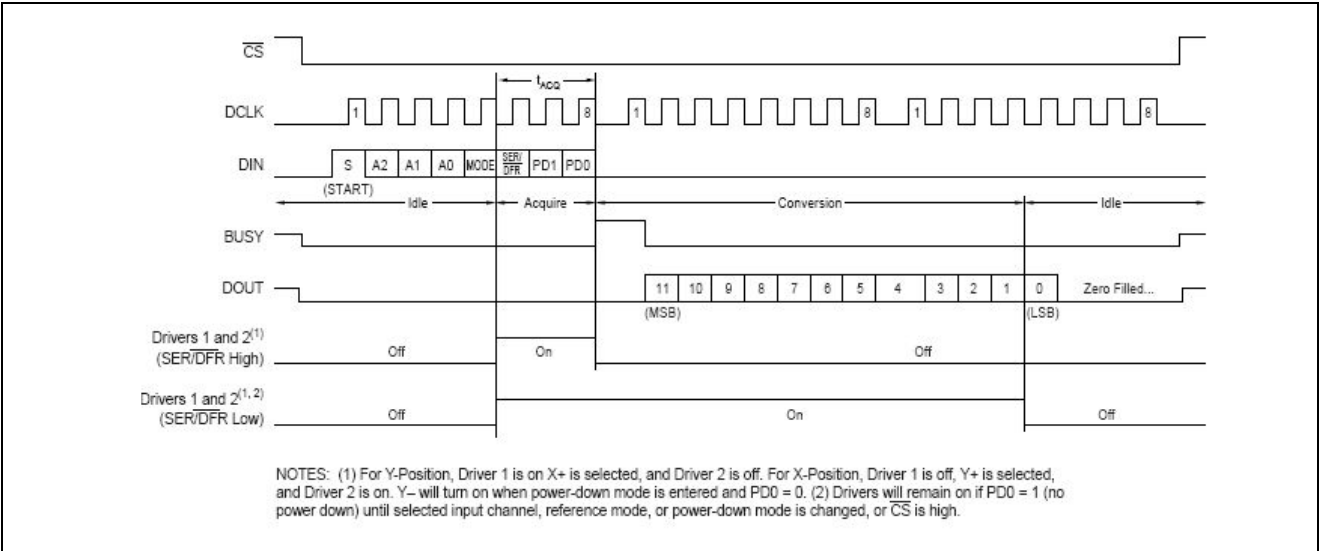 CS
tACQ
DCLK 1 8 1 8 1 8
DIN S A2 A1 A0 MODE SER/DFR PD1 PD0
(START)
Idle Acquire Conversion Idle
BUSY
DOUT 11 10 9 8 7 6 5 4 3 2 1 0 Zero Filled...
(MSB) (LSB)
Drivers 1 and 2(1)
(SER/DFR High) Off On Off
Drivers 1 and 2(1, 2)
(SER/DFR Low) Off On Off
NOTES: (1) For Y-Position, Driver 1 is on X+ is selected, and Driver 2 is off. For X-Position, Driver 1 is off, Y+ is selected,
and Driver 2 is on. Y– will turn on when power-down mode is entered and PD0 = 0. (2) Drivers will remain on if PD0 = 1 (no
power down) until selected input channel, reference mode, or power-down mode is changed, or CS is high.